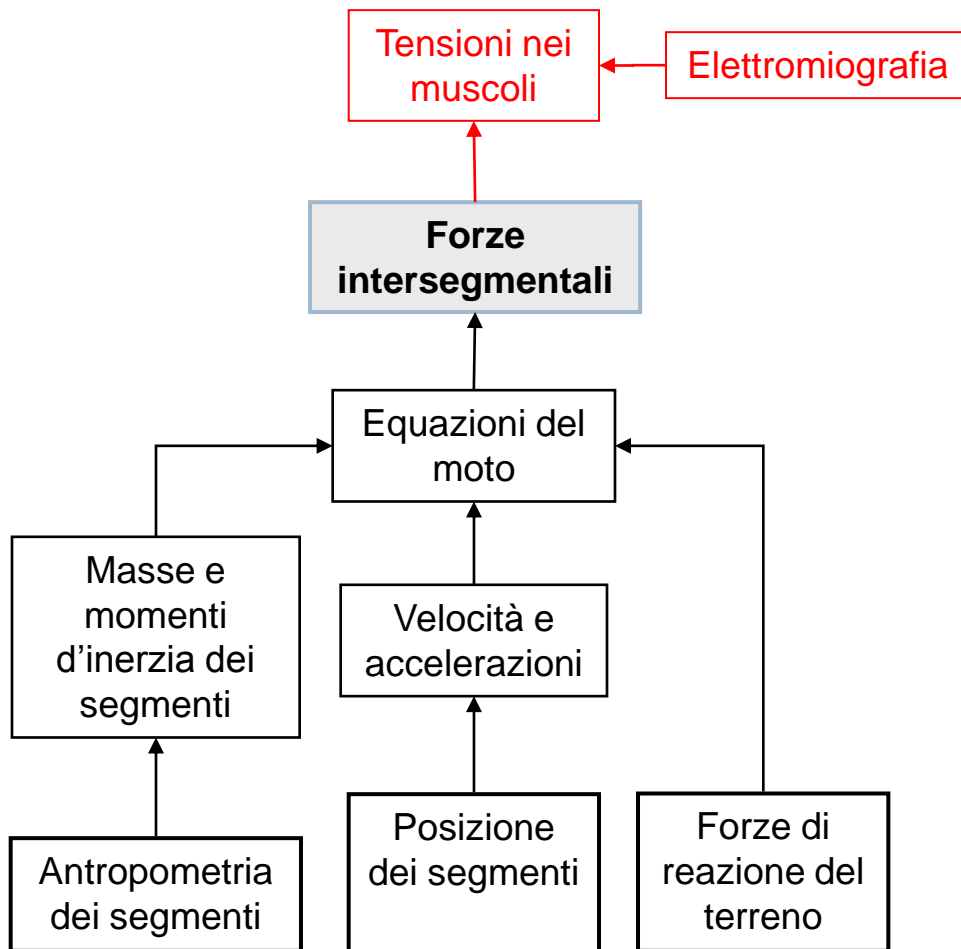 Tensioni nei
muscoli
Elettromiografia
Forze
intersegmentali
Equazioni del
moto
Masse e
momenti
d'inerzia dei
segmenti
Velocità e
accelerazioni
Antropometria
dei segmenti
Posizione
dei segmenti
Forze di
reazione del
terreno